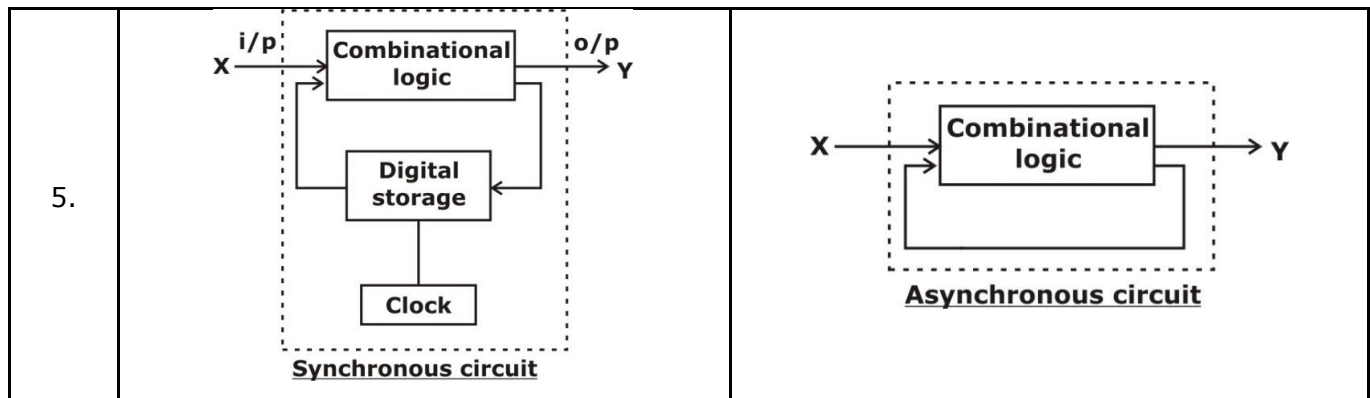 5.
i/p
X
Combinational
logic
o/p
Y
Digital
storage
Clock
Synchronous circuit
X
Combinational
logic
Y
Asynchronous circuit